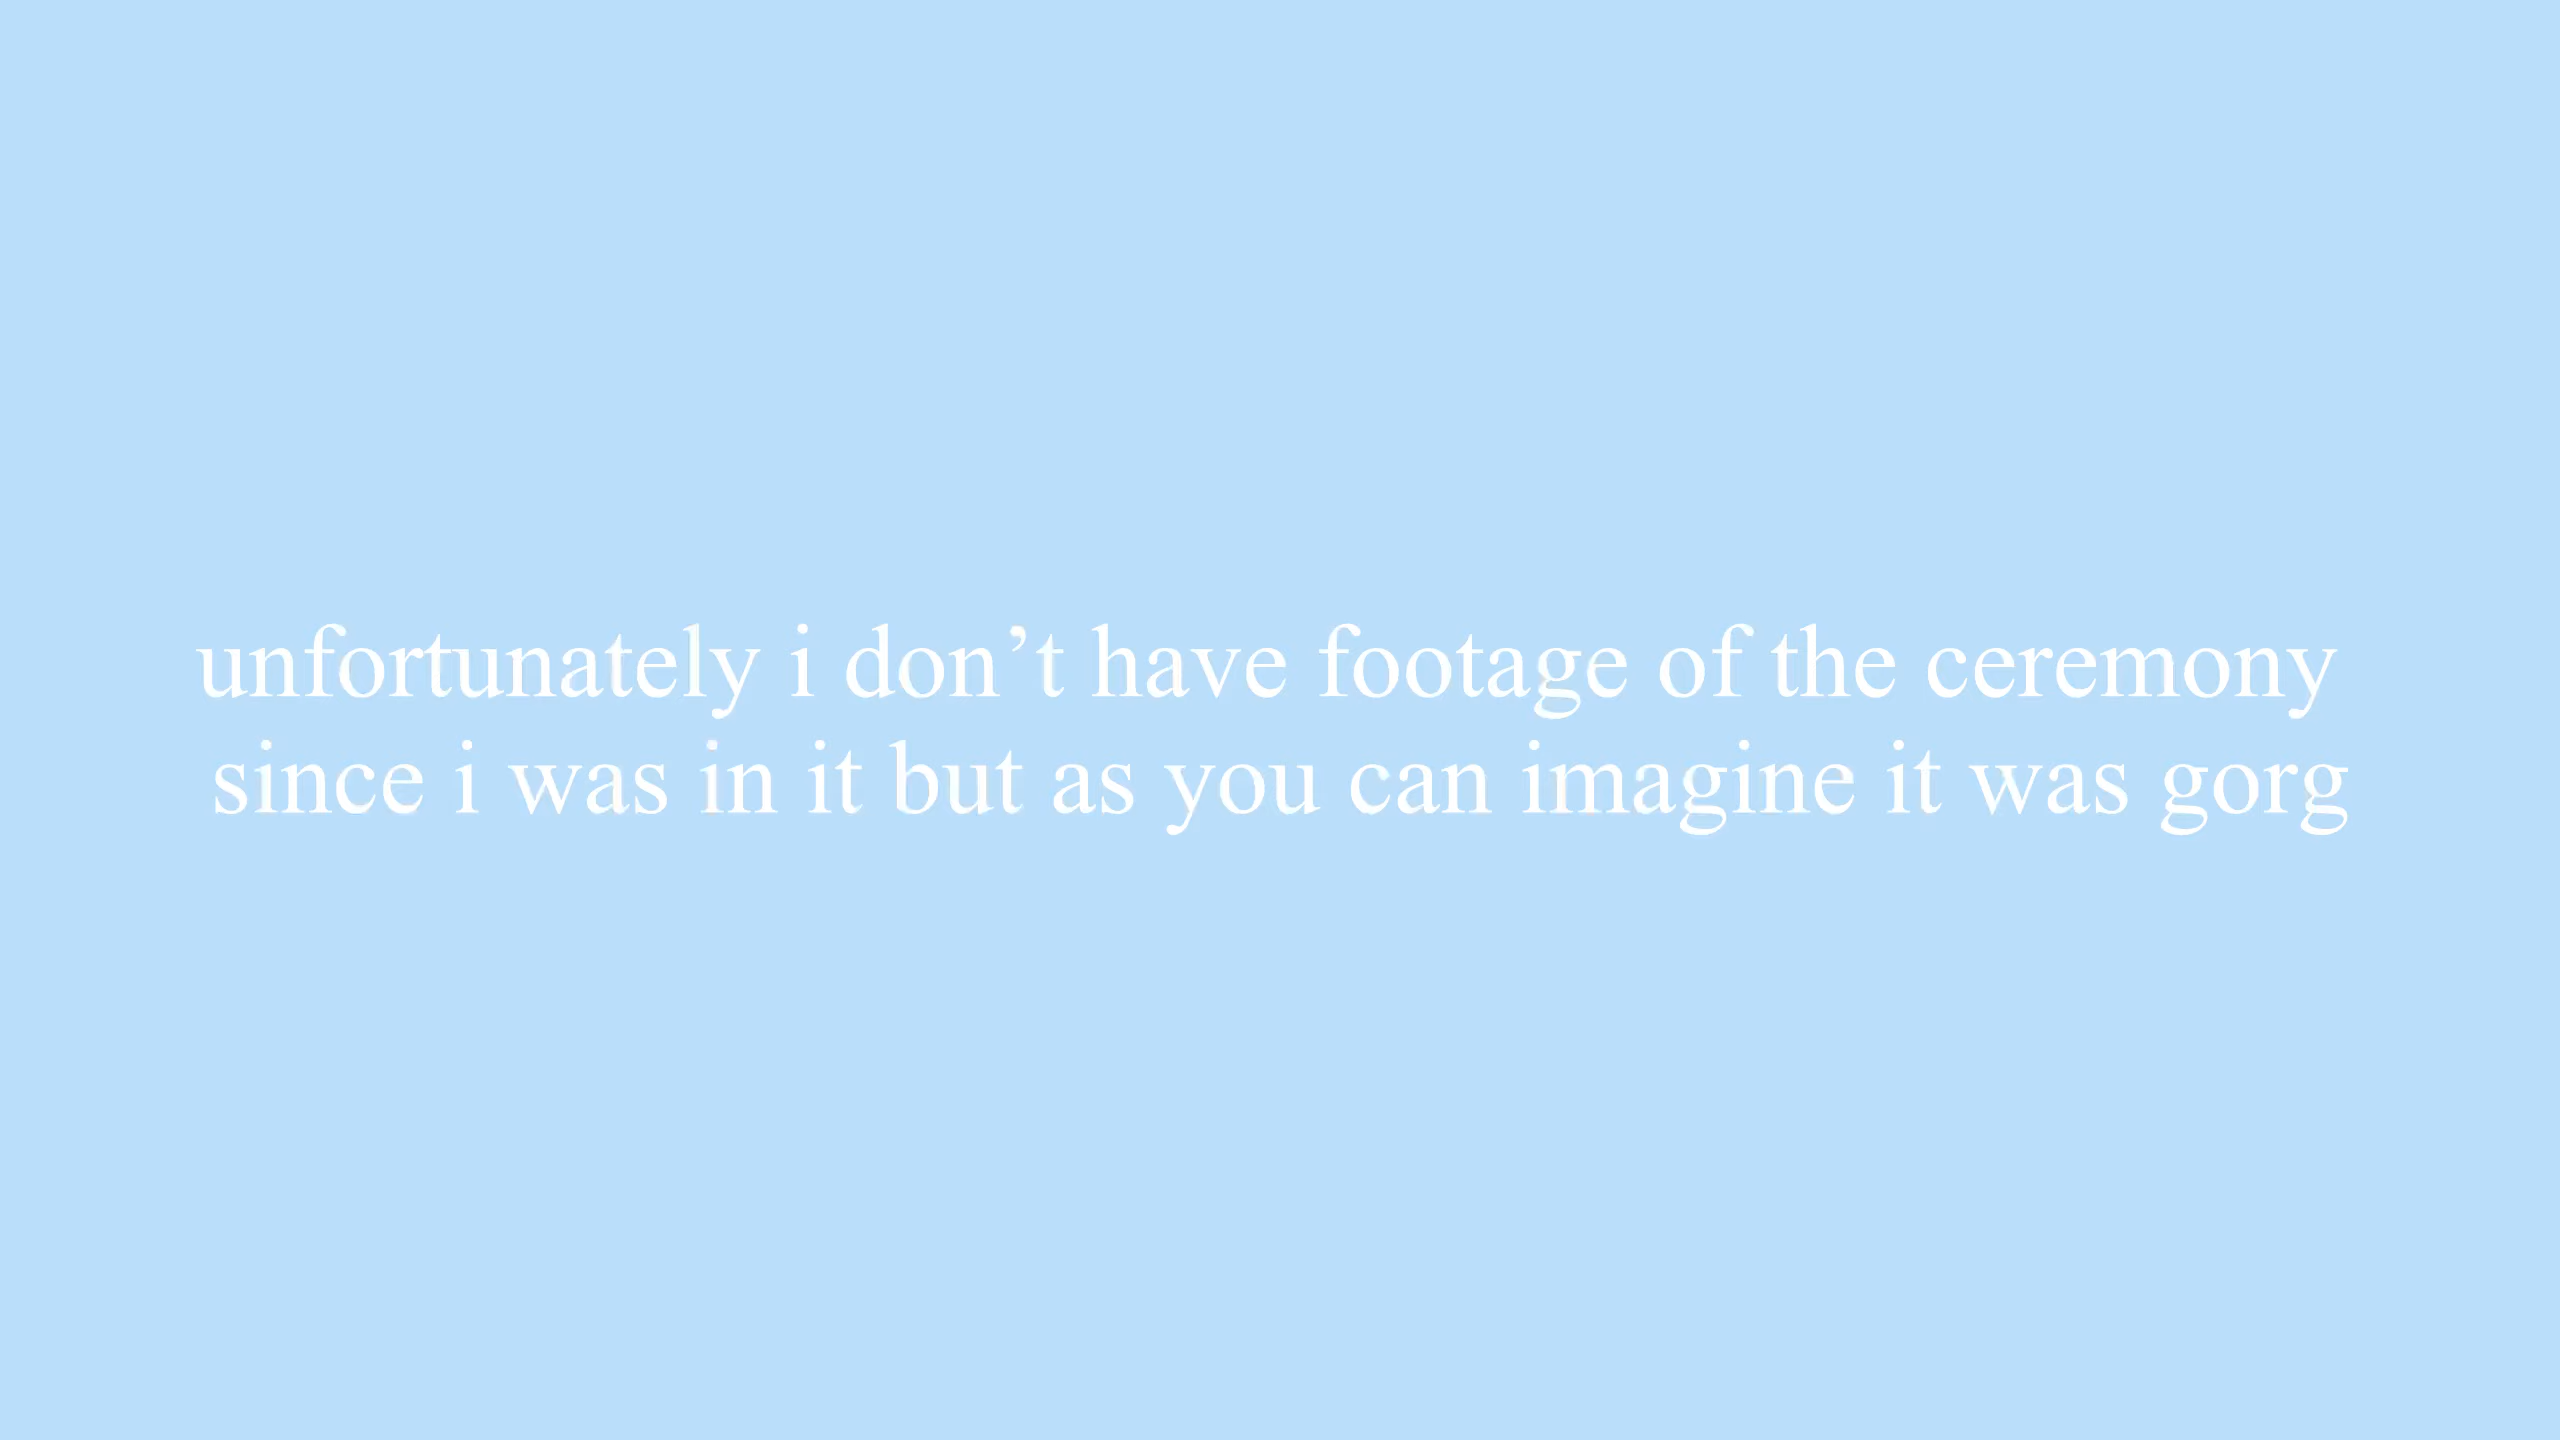 unfortunately i don’t have footage of the ceremony
since i was in it but as you can imagine it was gorg